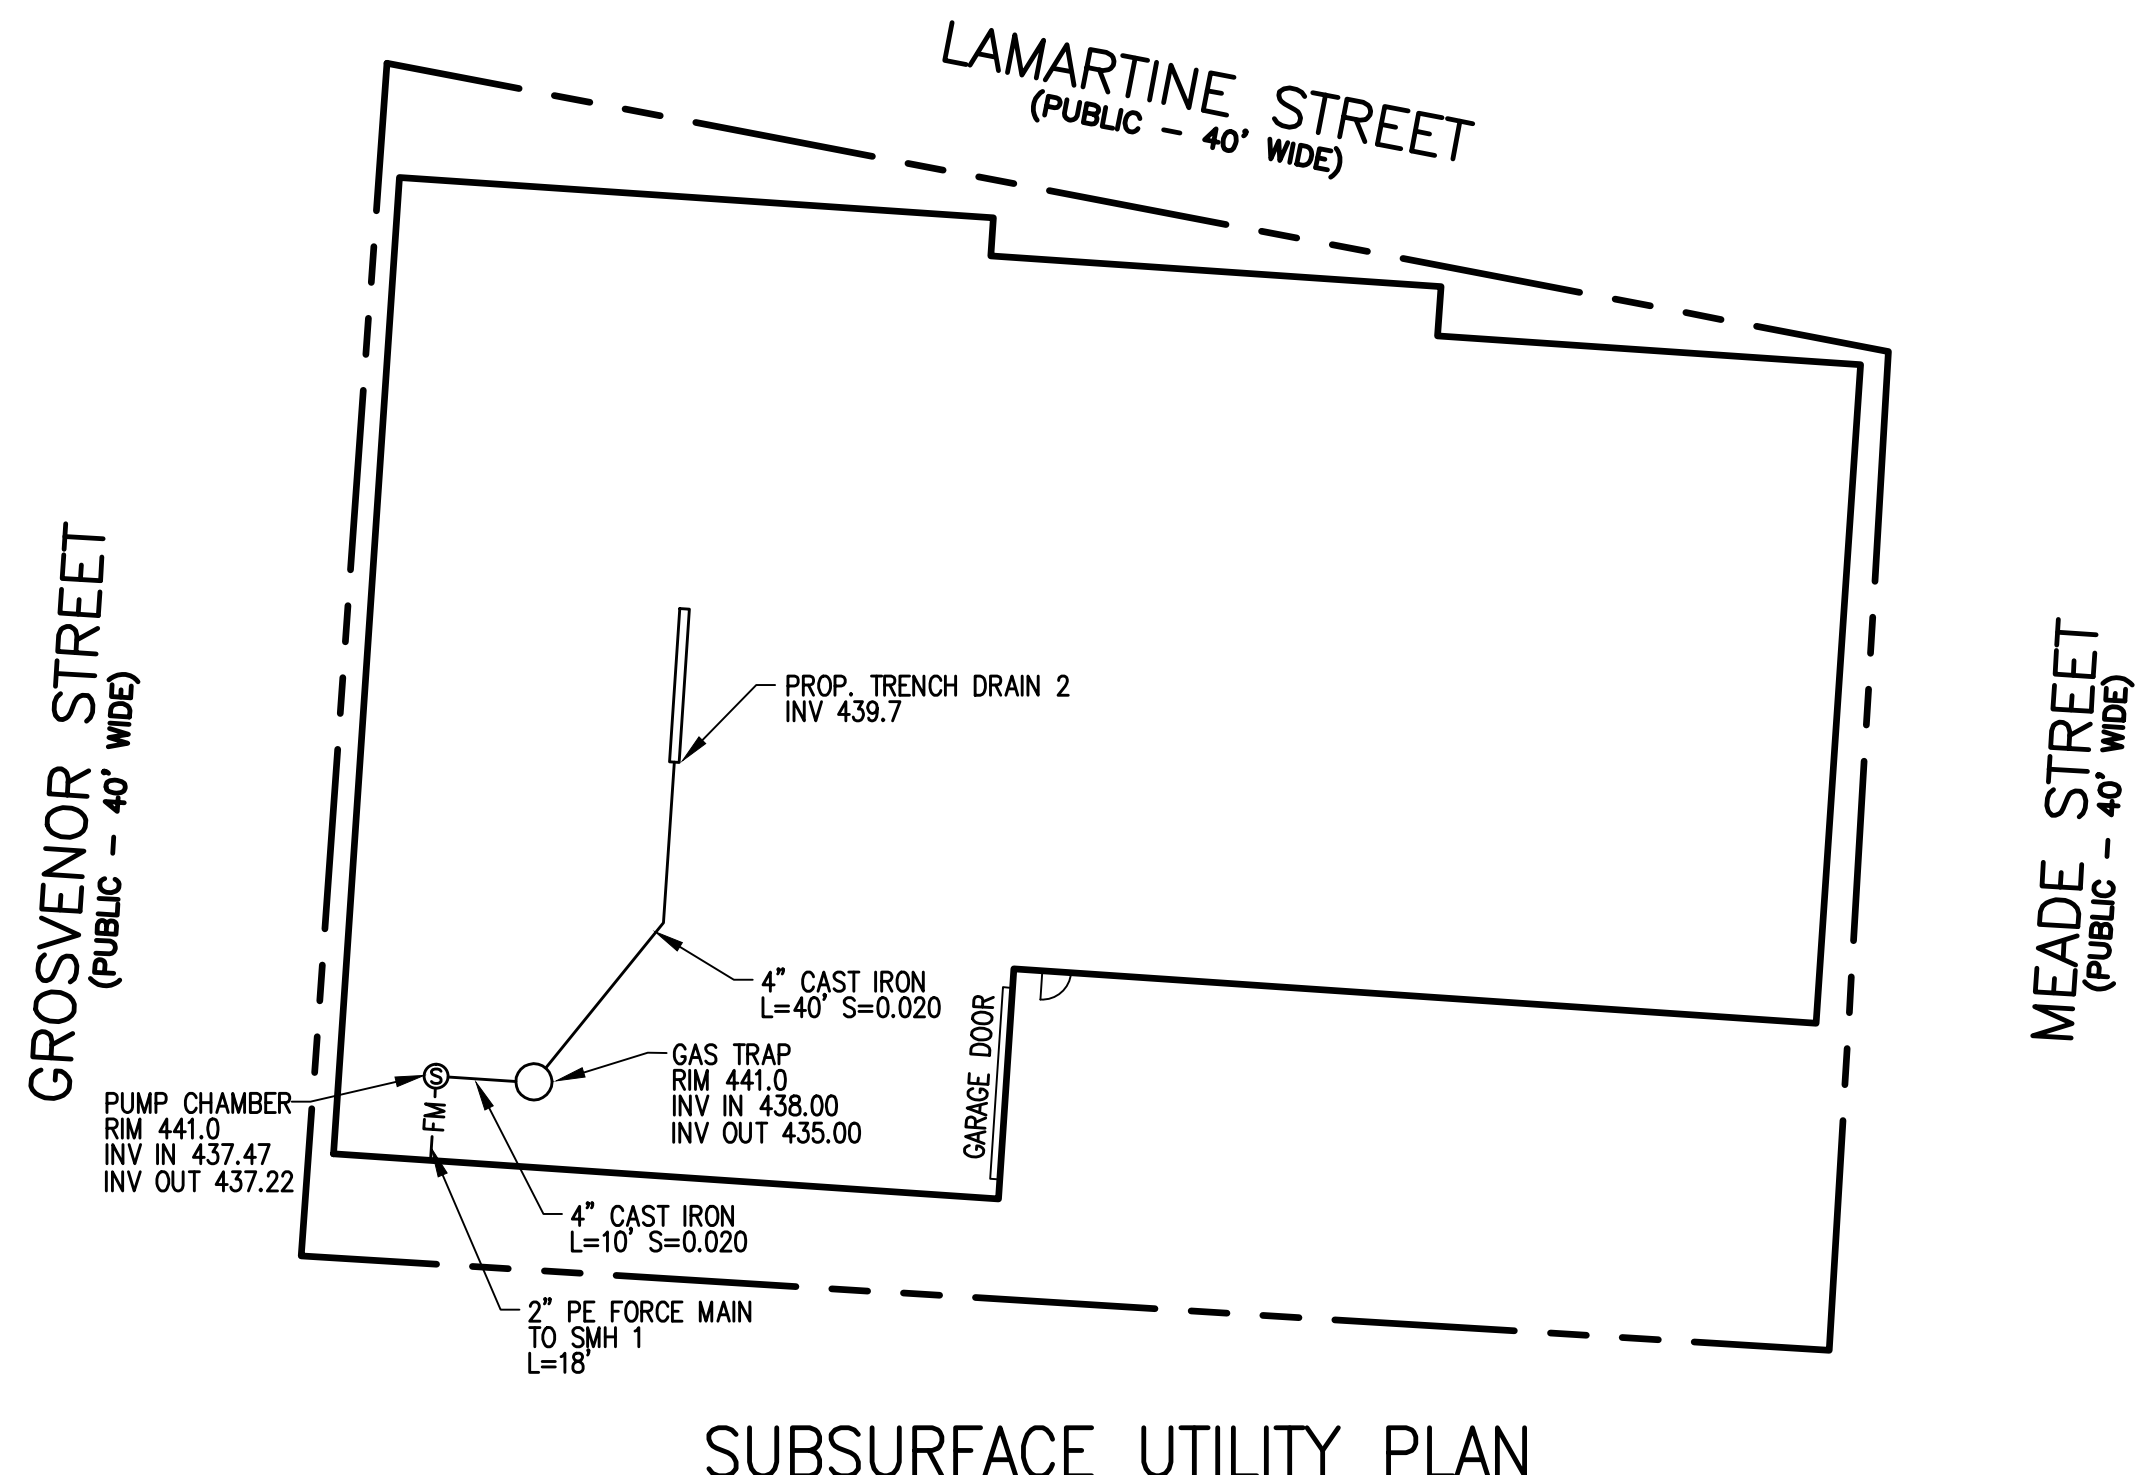 LAMARTINE STREET
(PUBLIC - 40' WIDE)
GROSVENOR STREET
(PUBLIC - 40' WIDE)
MEADE STREET
(PUBLIC - 40' WIDE)
PROP. TRENCH DRAIN 2
INV 439.7
4" CAST IRON
L=40' S=0.020
GARAGE DOOR
GAS TRAP
RIM 441.0
INV IN 438.00
INV OUT 435.00
S
FM
PUMP CHAMBER
RIM 441.0
INV IN 437.47
INV OUT 437.22
4" CAST IRON
L=10' S=0.020
2" PE FORCE MAIN
TO SMH 1
L=18'
SUBSURFACE UTILITY PLAN